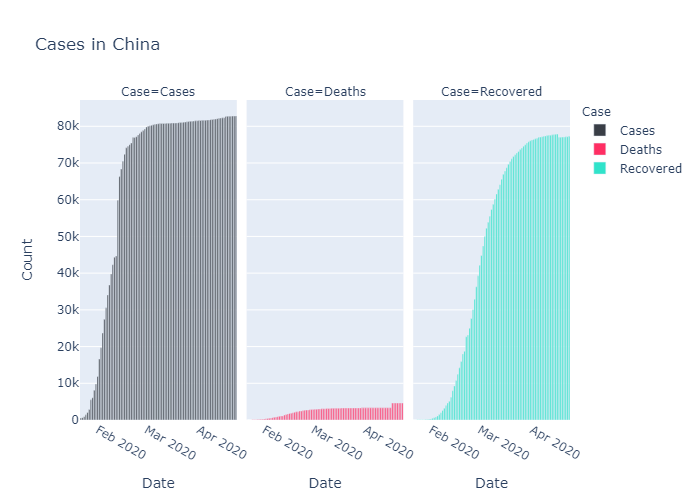 Cases in China
Case=Cases
Case=Deaths
Case=Recovered
Case
Cases
Deaths
Recovered
Count
80k
70k
60k
50k
40k
30k
20k
10k
0
Feb 2020
Mar 2020
Apr 2020
Feb 2020
Mar 2020
Apr 2020
Feb 2020
Mar 2020
Apr 2020
Date
Date
Date